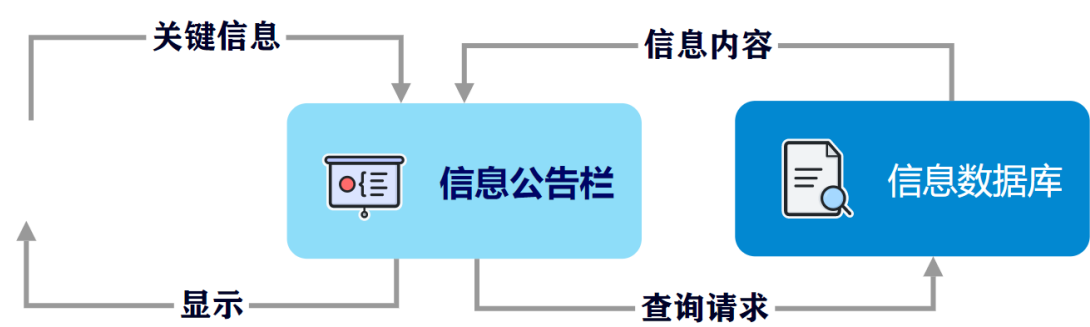 关键信息
信息内容
信息公告栏
信息数据库
显示
查询请求